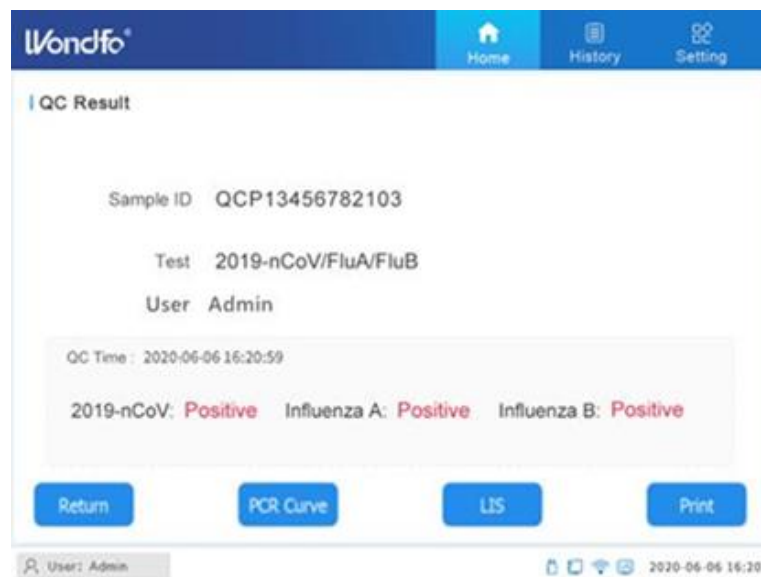 Wondfo®
Home History Setting
QC Result
Sample ID QCP13456782103
Test 2019-nCoV/FluA/FluB
User Admin
QC Time : 2020-06-06 16:20:59
2019-nCoV: Positive Influenza A: Positive Influenza B: Positive
Return PCR Curve LIS Print
User: Admin 2020-06-06 16:20